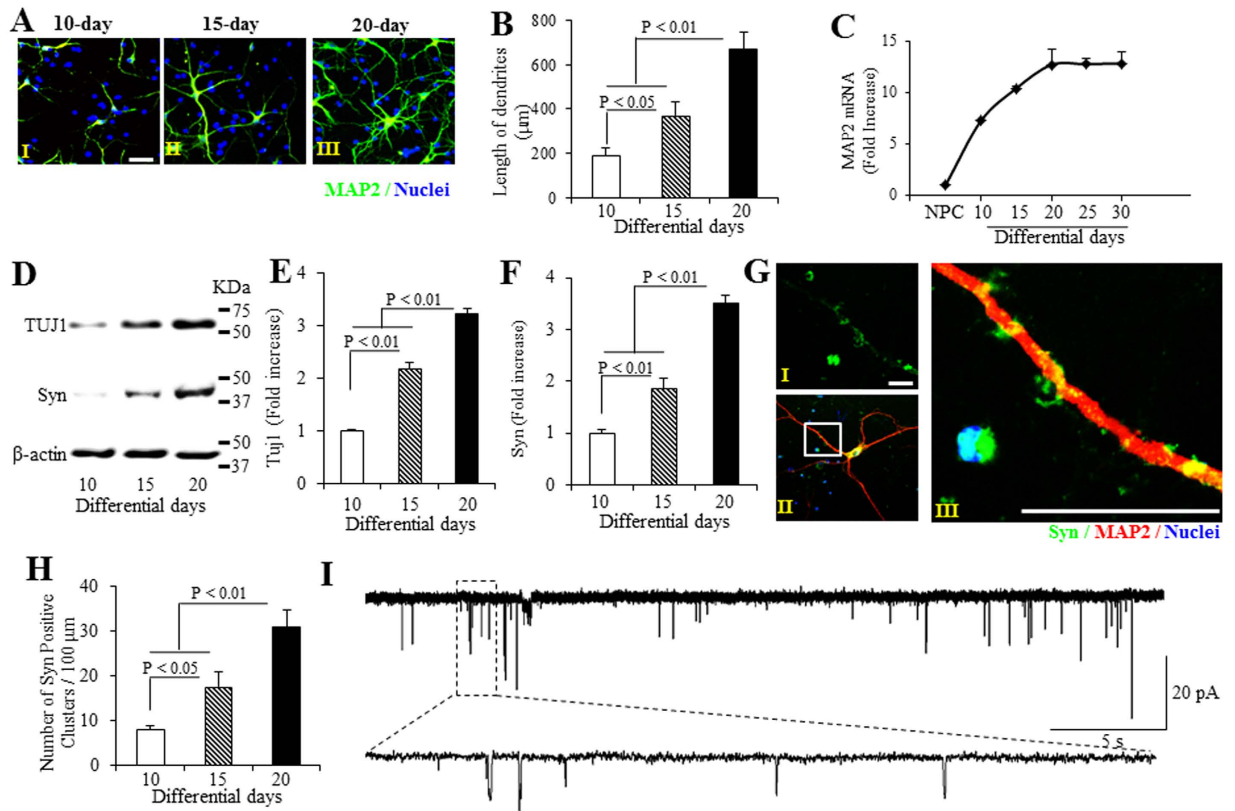 A
10-day 15-day 20-day
I II III
MAP2 / Nuclei
B
Length of dendrites
(µm)
800
600
400
200
0
P < 0.01
P < 0.05
10 15 20
Differential days
C
MAP2 mRNA
(Fold Increase)
15
10
5
0
NPC 10 15 20 25 30
Differential days
D
KDa
TUJ1
75
50
Syn
50
37
β-actin
50
37
10 15 20
Differential days
E
Tuj1 (Fold increase)
4
3
2
1
0
P < 0.01
P < 0.01
10 15 20
Differential days
F
Syn (Fold increase)
4
3
2
1
0
P < 0.01
P < 0.01
10 15 20
Differential days
G
I
II
III
Syn / MAP2 / Nuclei
H
Number of Syn Positive
Clusters / 100 µm
40
30
20
10
0
P < 0.01
P < 0.05
10 15 20
Differential days
I
20 pA
5 s